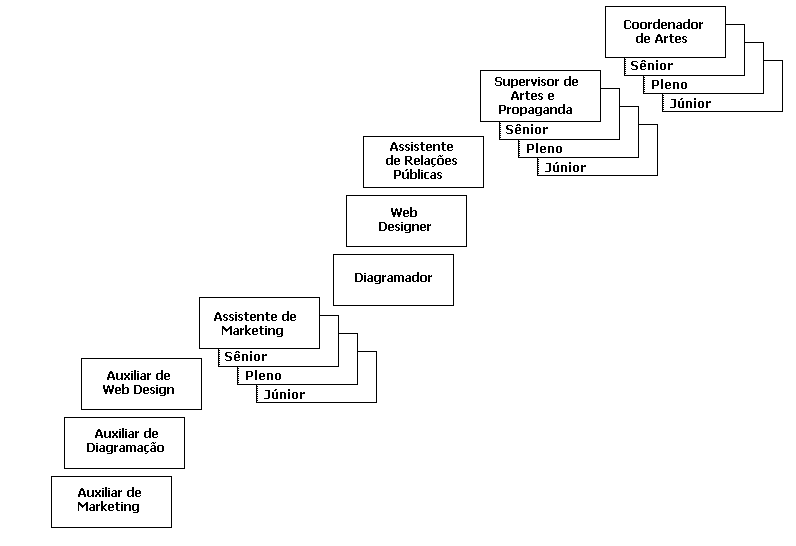 Coordenador
de Artes
Sênior
Pleno
Júnior
Supervisor de
Artes e
Propaganda
Sênior
Pleno
Júnior
Assistente
de Relações
Públicas
Web
Designer
Diagramador
Assistente de
Marketing
Sênior
Pleno
Júnior
Auxiliar de
Web Design
Auxiliar de
Diagramação
Auxiliar de
Marketing